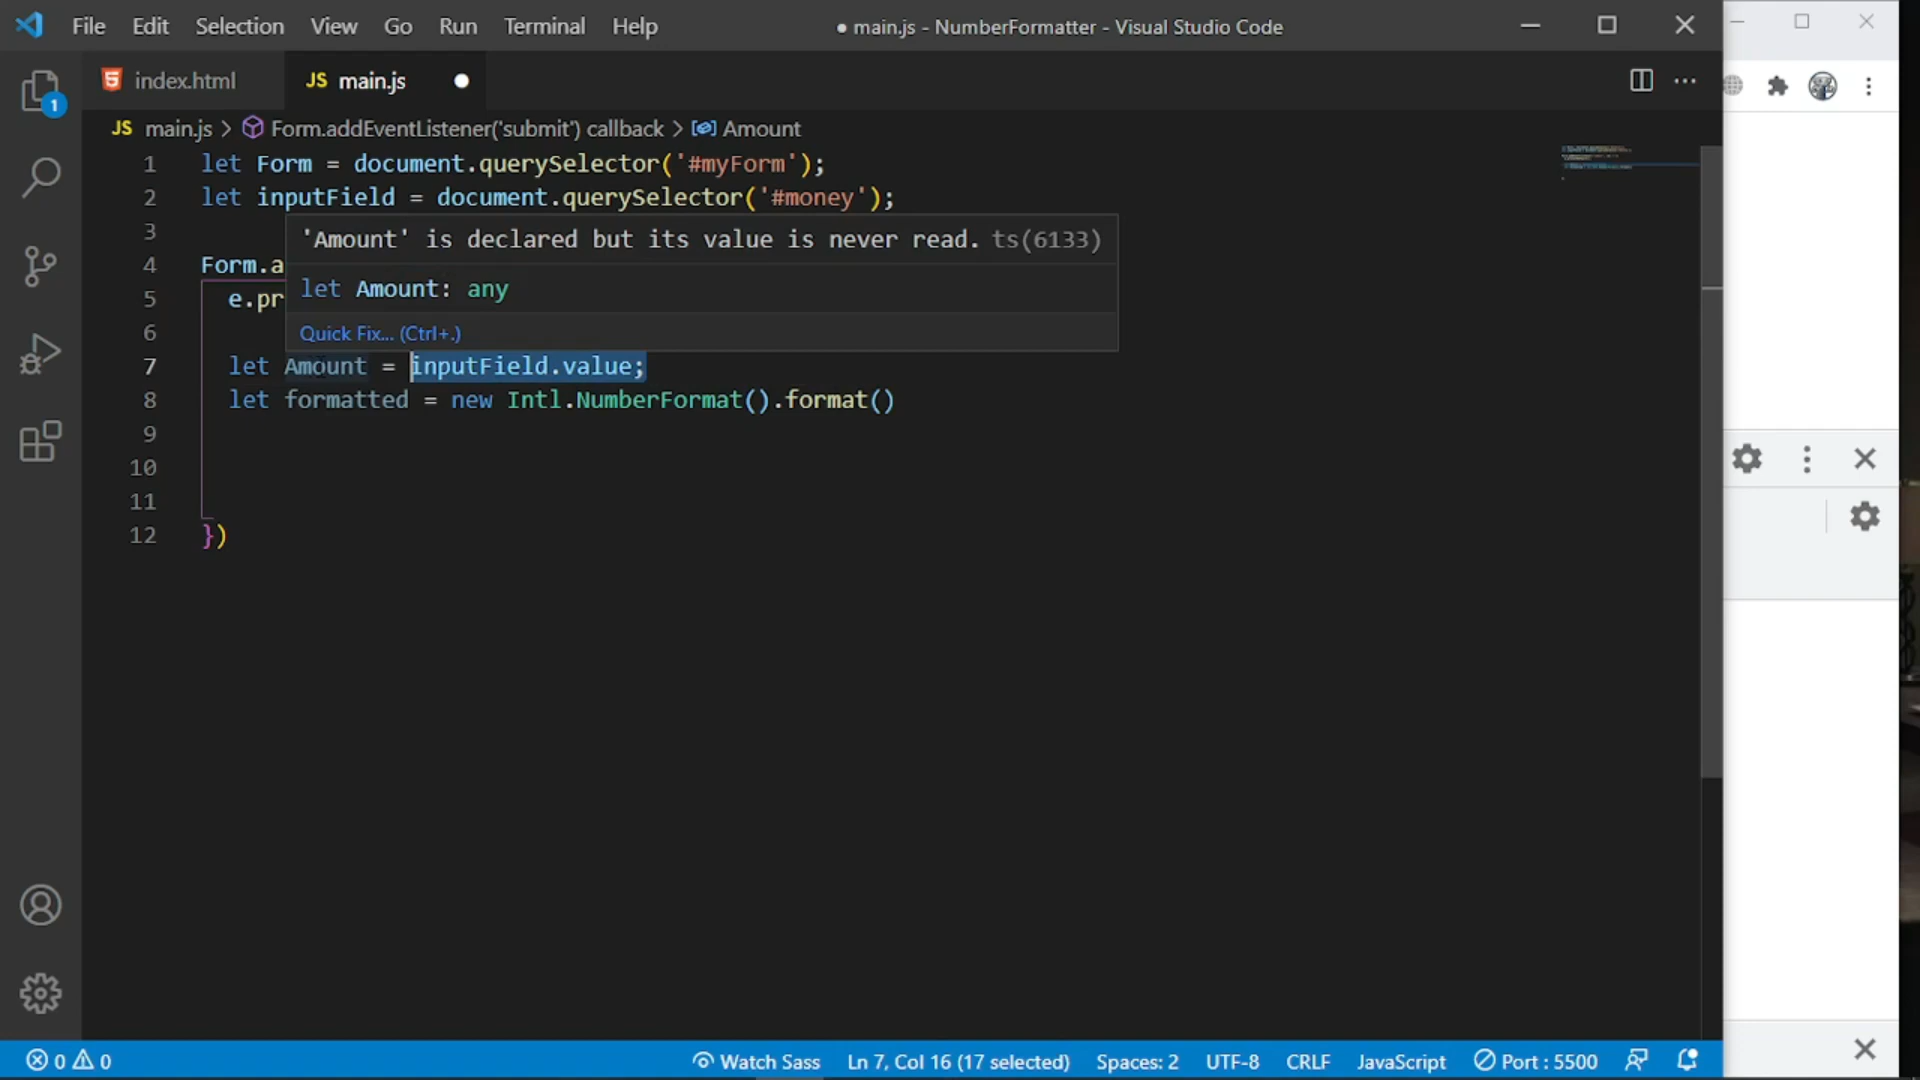 File Edit Selection View Go Run Terminal Help
● main.js - NumberFormatter - Visual Studio Code
index.html
JS main.js ●
1
JS main.js > Form.addEventListener('submit') callback > Amount
1 let Form = document.querySelector('#myForm');
2 let inputField = document.querySelector('#money');
3
'Amount' is declared but its value is never read. ts(6133)
4 Form.a
let Amount: any
5 e.pr
6
Quick Fix... (Ctrl+.)
7 let Amount = inputField.value;
8 let formatted = new Intl.NumberFormat().format()
9
10
11
12 })
0 0 Watch Sass Ln 7, Col 16 (17 selected) Spaces: 2 UTF-8 CRLF JavaScript Port : 5500